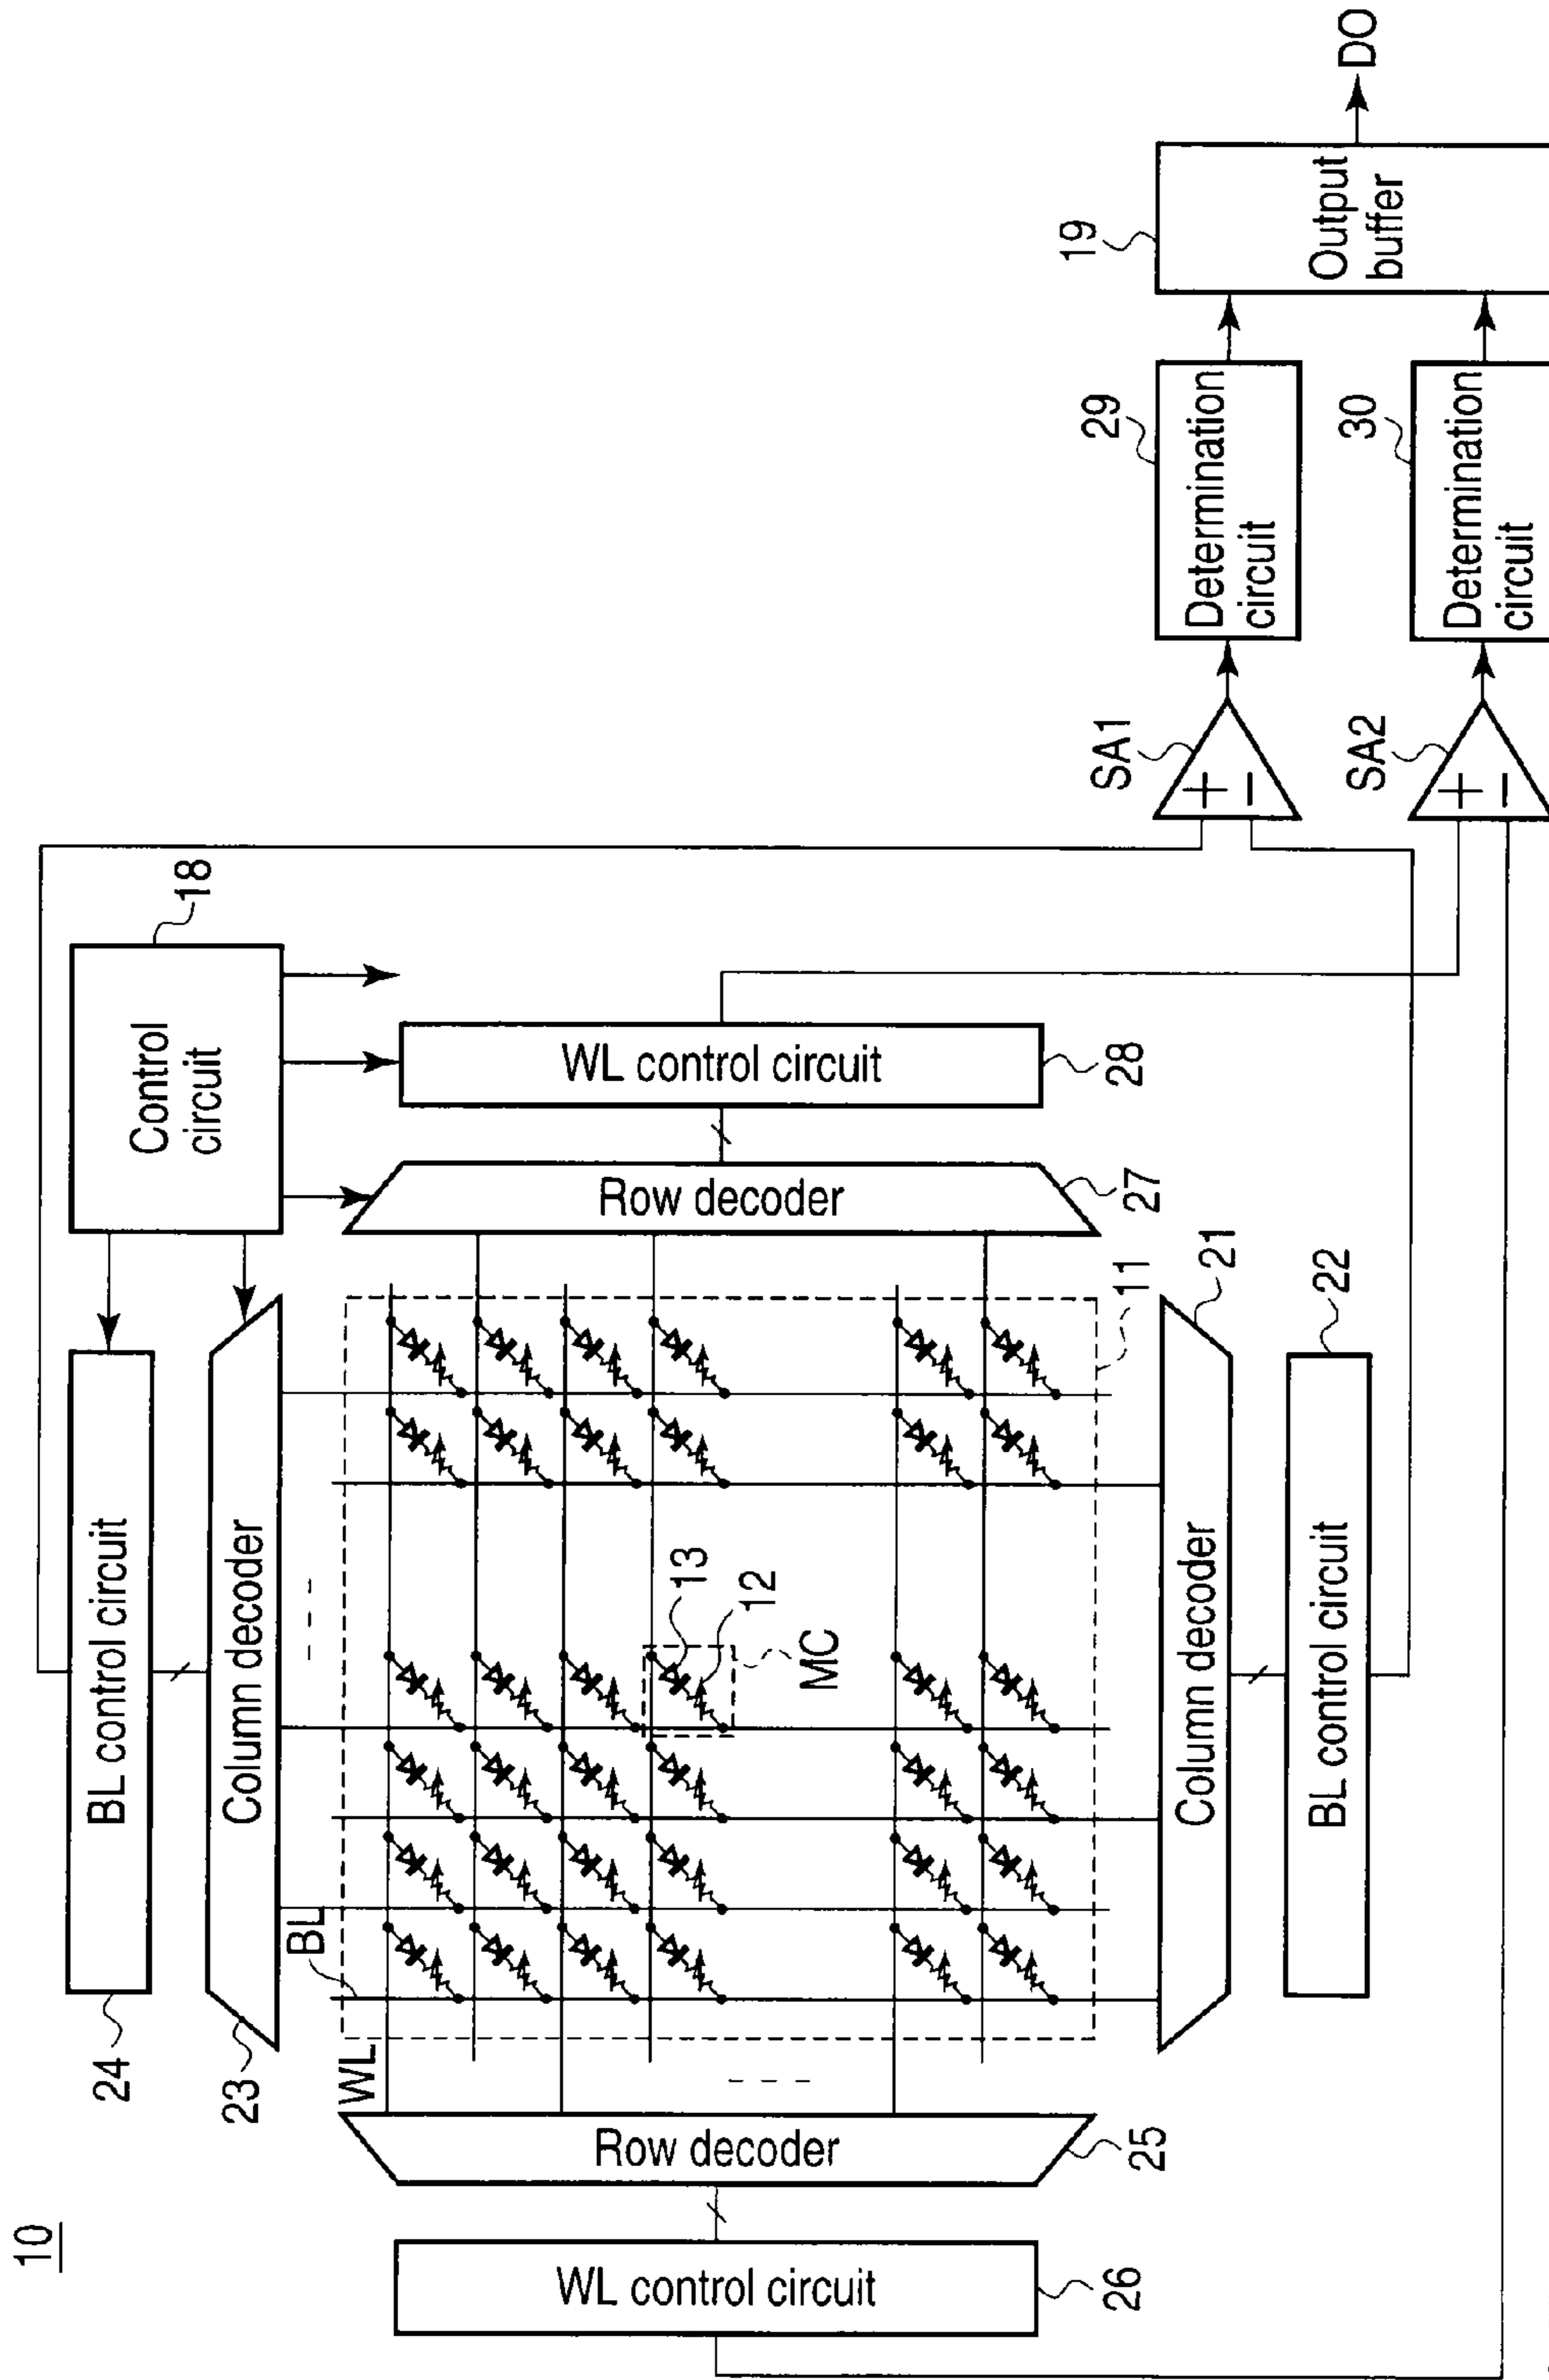 10
24
BL control circuit
23
Column decoder
Control
circuit
18
BL
WL
Row decoder
25
WL control circuit
26
13
12
MC
11
Row decoder
27
WL control circuit
28
Column decoder
21
BL control circuit
22
SA1
+
−
SA2
+
−
29
Determination
circuit
30
Determination
circuit
19
Output
buffer
DO